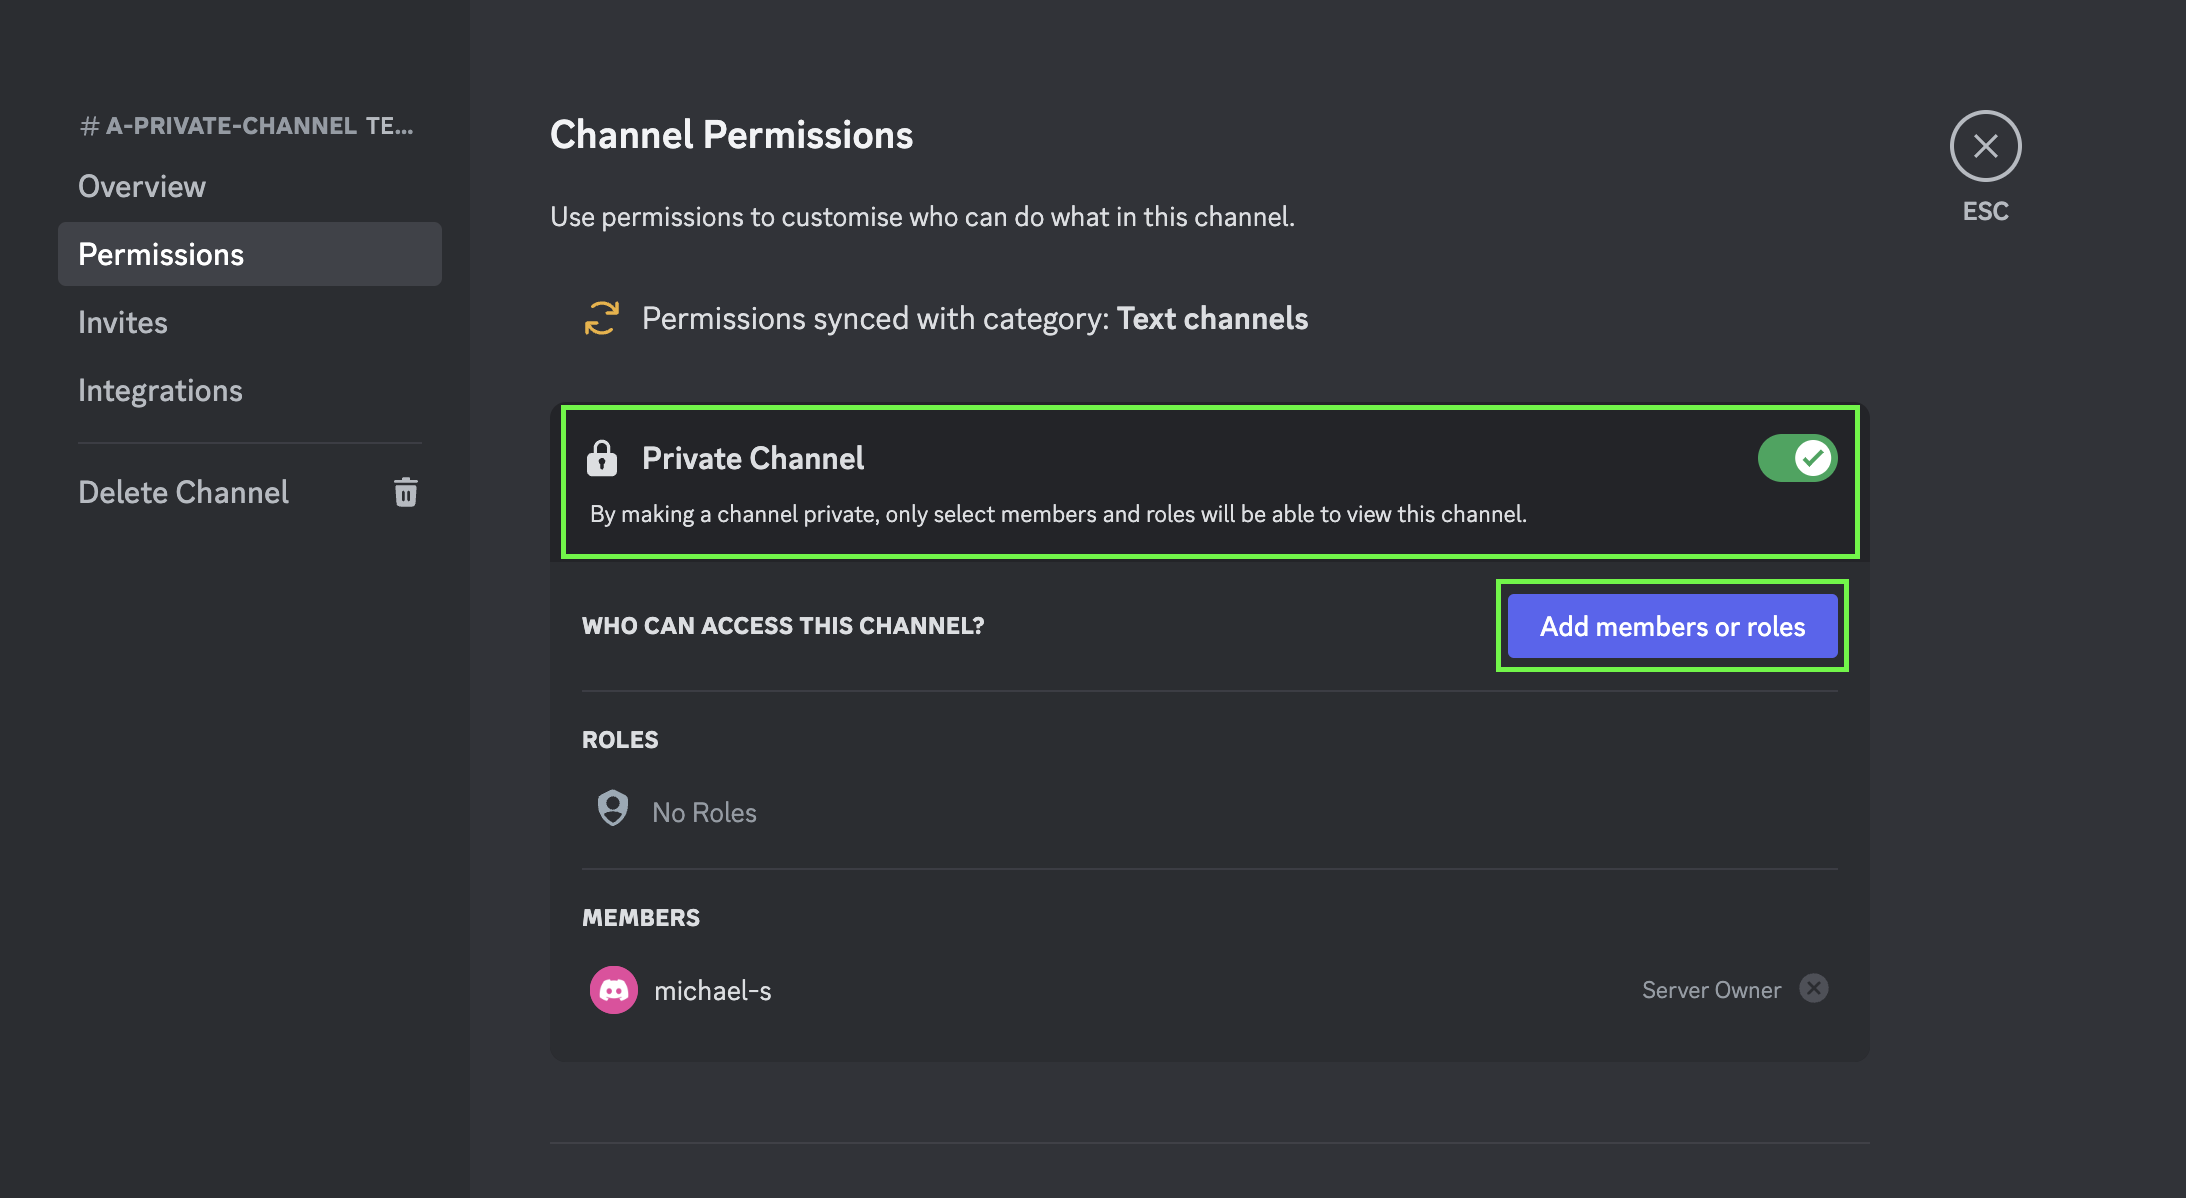 # A-PRIVATE-CHANNEL TE...
Overview
Permissions
Invites
Integrations
Delete Channel
Channel Permissions
Use permissions to customise who can do what in this channel.
Permissions synced with category: Text channels
Private Channel
By making a channel private, only select members and roles will be able to view this channel.
WHO CAN ACCESS THIS CHANNEL?
Add members or roles
ROLES
No Roles
MEMBERS
michael-s
Server Owner
ESC